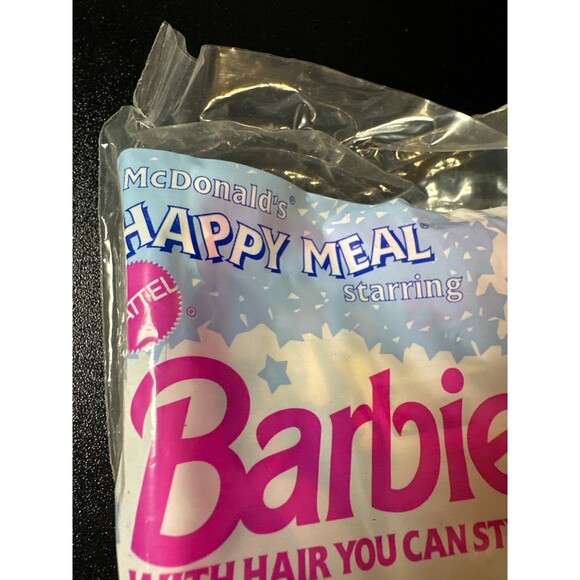 McDonald's®
HAPPY MEAL®
starring
MATTEL
®
Barbie
WITH HAIR YOU CAN STY